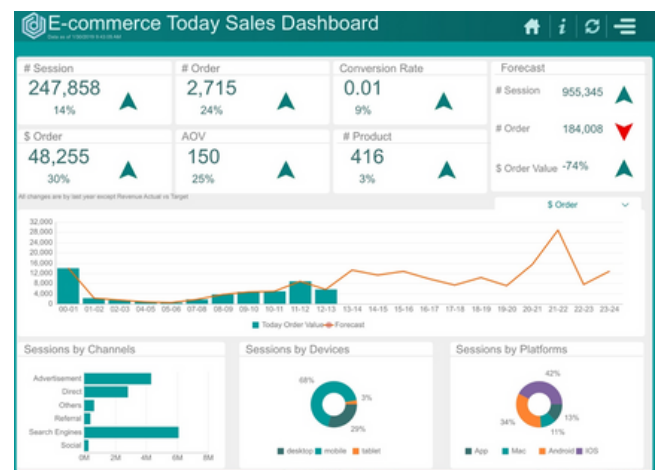 E-commerce Today Sales Dashboard
# Session
247,858
14%
# Order
2,715
24%
Conversion Rate
0.01
9%
Forecast
# Session 955,345
# Order 184,008
$ Order Value -74%
$ Order
48,255
30%
AOV
150
25%
# Product
416
3%
All changes are by last year except Revenue Actual vs Target
$ Order
32,000
28,000
24,000
20,000
16,000
12,000
8,000
4,000
0
00-01 01-02 02-03 04-05 05-06 07-08 08-09 09-10 10-11 11-12 12-13 13-14 14-15 15-16 16-17 17-18 18-19 19-20 20-21 21-22 22-23 23-24
Today Order Value Forecast
Sessions by Channels
Advertisement
Direct
Others
Referral
Search Engines
Social
0M 2M 4M 6M 8M
Sessions by Devices
68%
3%
29%
desktop mobile tablet
Sessions by Platforms
42%
34%
13%
11%
App Mac Android IOS